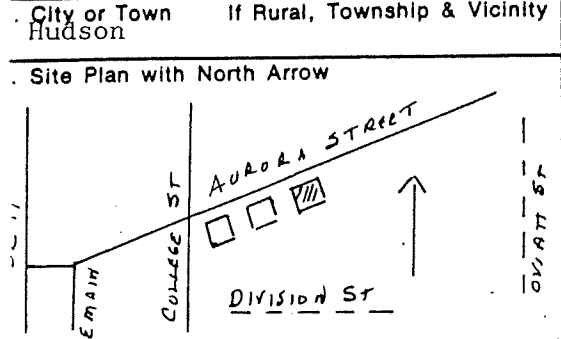 . City or Town If Rural, Township & Vicinity
Hudson
. Site Plan with North Arrow
AURORA STREET
COLLEGE ST
E MAIN
DIVISION ST
OVIATT ST